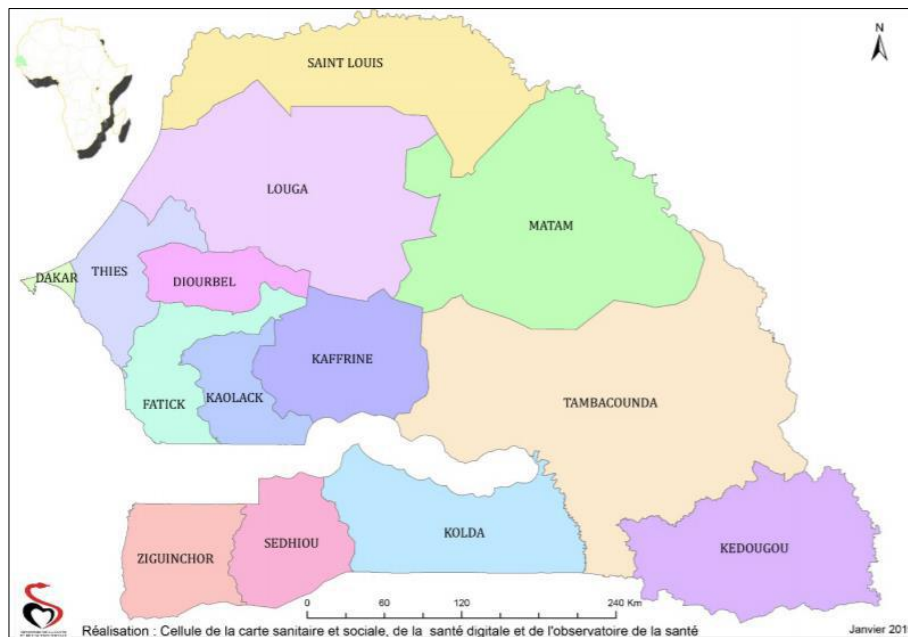 N
SAINT LOUIS
LOUGA
MATAM
THIES
DAKAR
DIOURBEL
KAFFRINE
KAOLACK
FATICK
TAMBACOUNDA
KOLDA
SEDHIOU
ZIGUINCHOR
KEDOUGOU
0 60 120 240 Km
Réalisation : Cellule de la carte sanitaire et sociale, de la santé digitale et de l'observatoire de la santé
Janvier 201